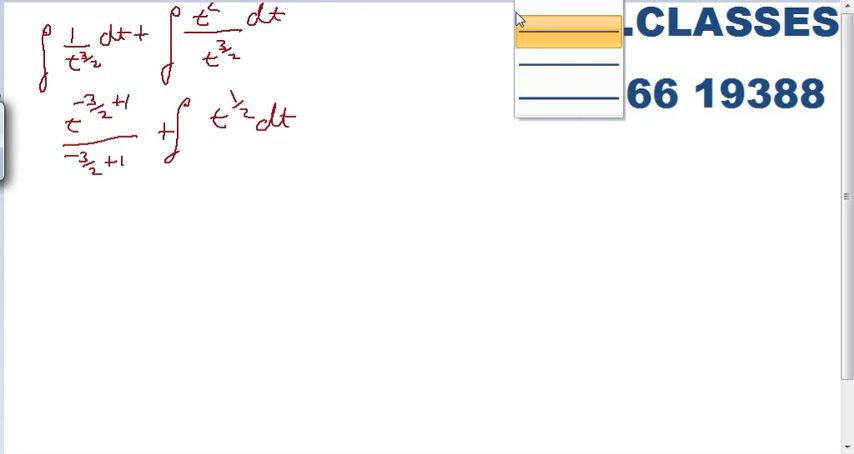 ∫ 1/t^{3/2} dt + ∫ t^2/t^{3/2} dt
t^{-3/2+1}/(-3/2+1) + ∫ t^{1/2} dt
.CLASSES
66 19388